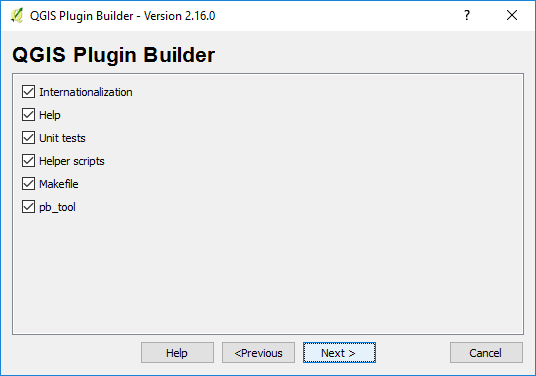 QGIS Plugin Builder - Version 2.16.0
?
QGIS Plugin Builder
Internationalization
Help
Unit tests
Helper scripts
Makefile
pb_tool
Help <Previous Next > Cancel